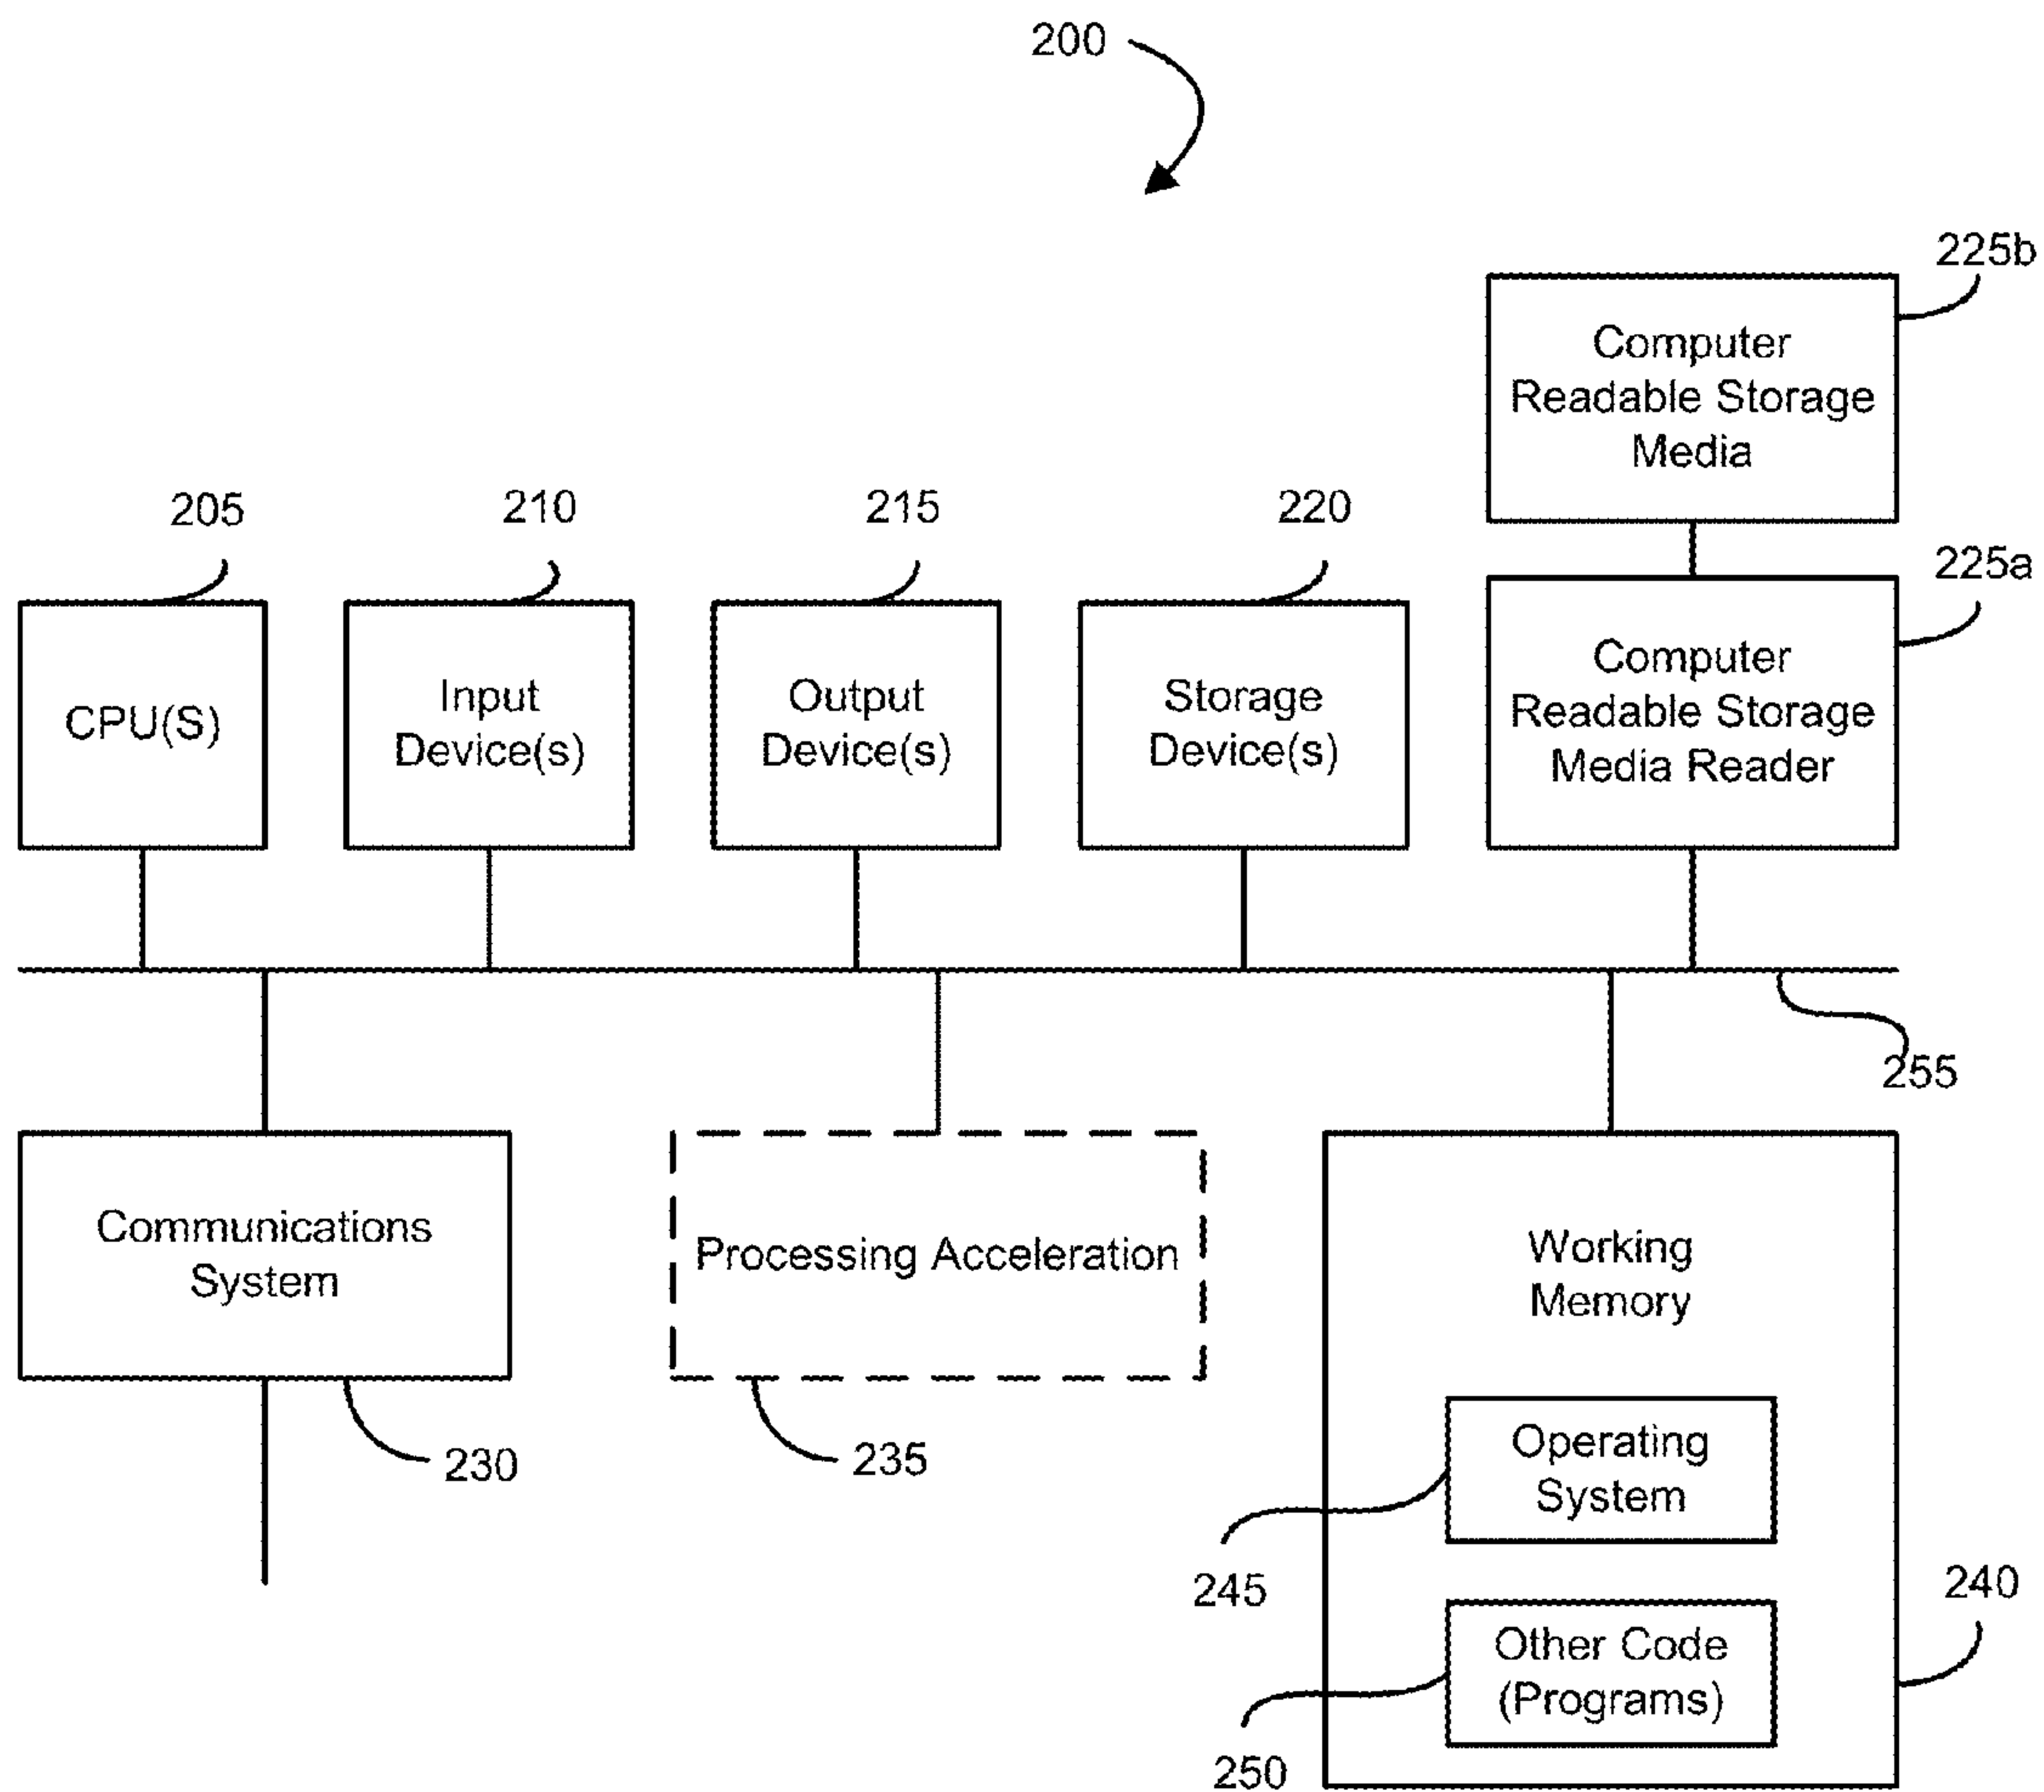 200
225b
Computer
Readable Storage
Media
205
210
215
220
225a
CPU(S)
Input
Device(s)
Output
Device(s)
Storage
Device(s)
Computer
Readable Storage
Media Reader
255
Communications
System
Processing Acceleration
Working
Memory
230
235
Operating
System
245
240
Other Code
(Programs)
250